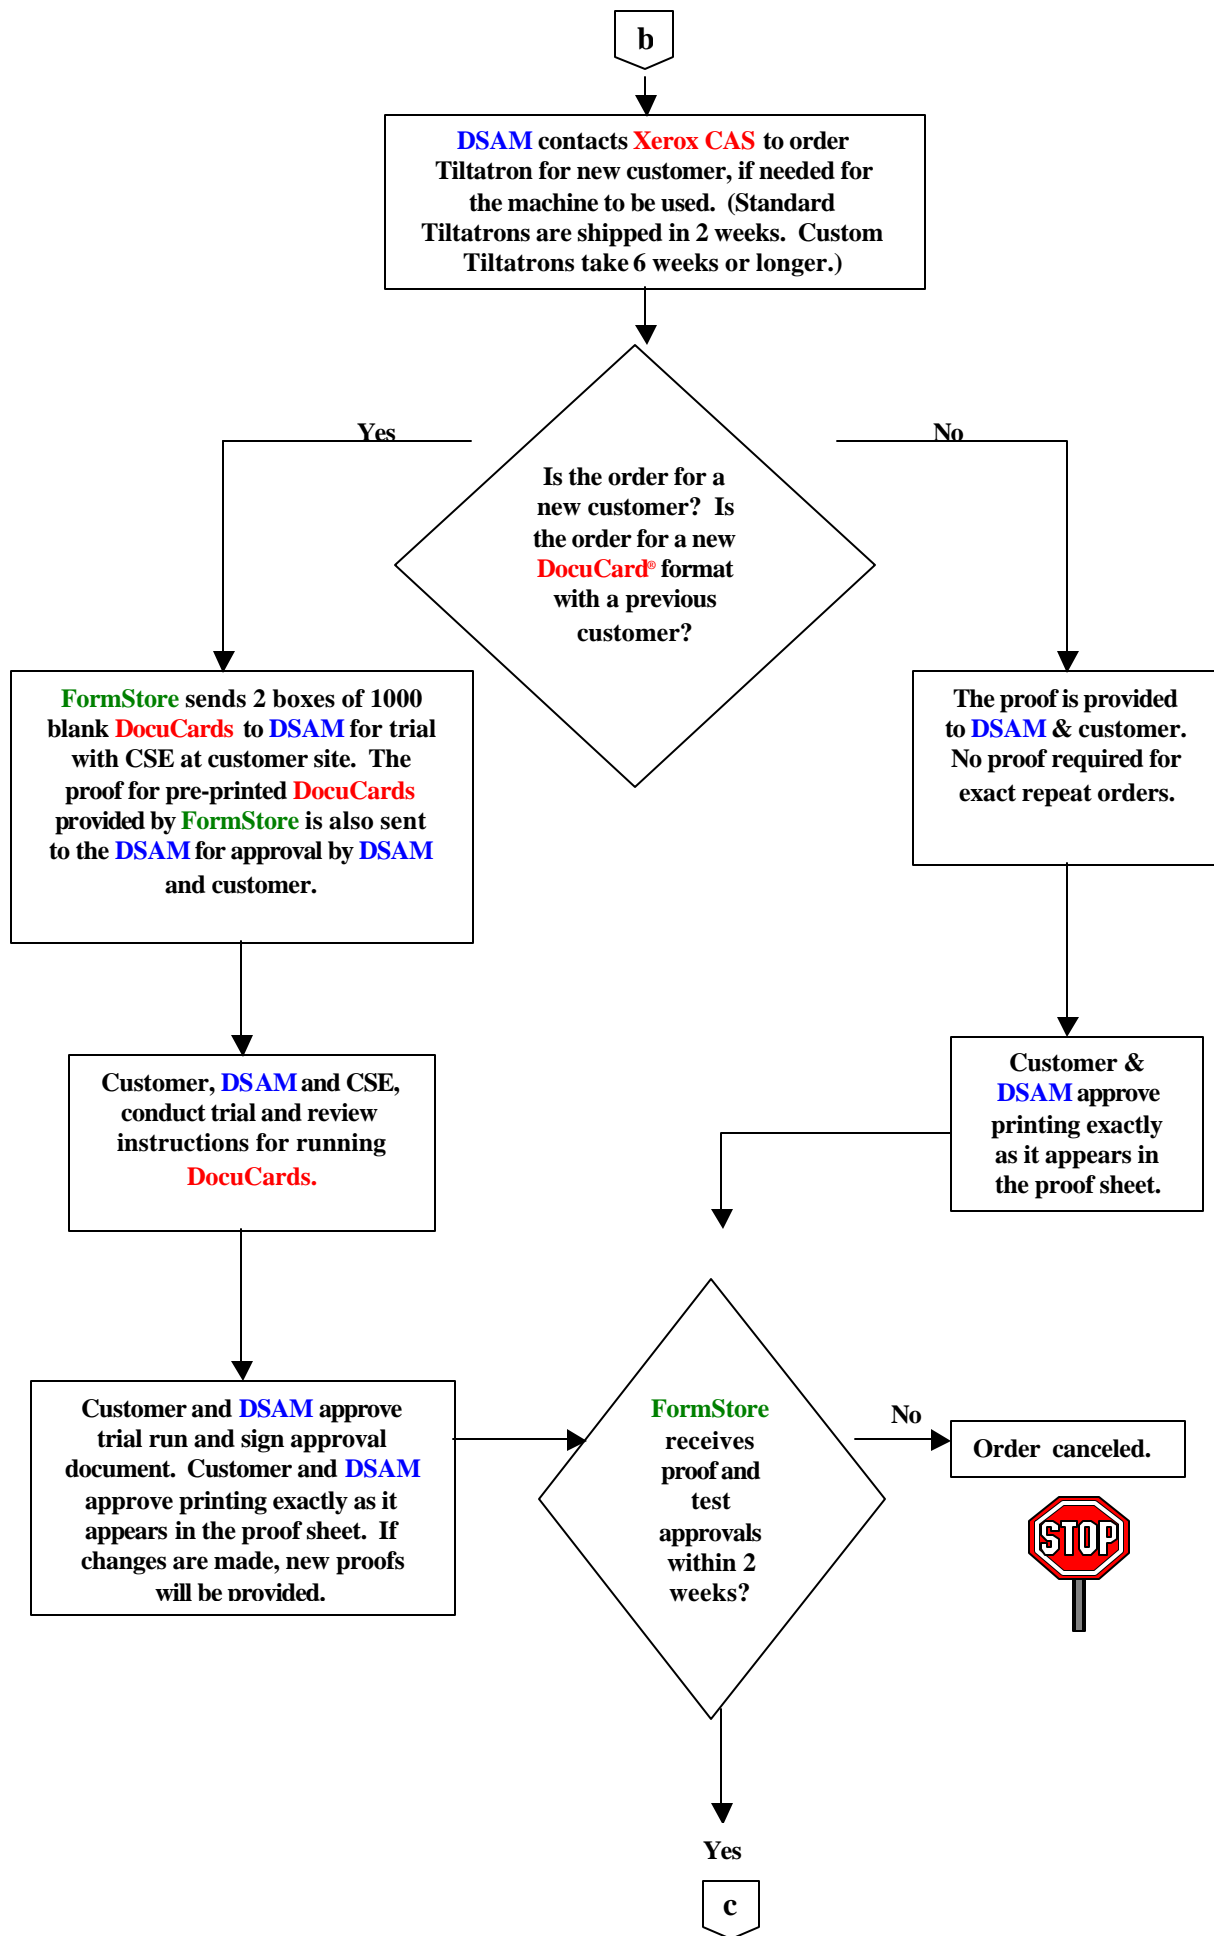 b
DSAM contacts Xerox CAS to order
Tiltatron for new customer, if needed for
the machine to be used. (Standard
Tiltatrons are shipped in 2 weeks. Custom
Tiltatrons take 6 weeks or longer.)
Yes
No
Is the order for a
new customer? Is
the order for a new
DocuCard® format
with a previous
customer?
FormStore sends 2 boxes of 1000
blank DocuCards to DSAM for trial
with CSE at customer site. The
proof for pre-printed DocuCards
provided by FormStore is also sent
to the DSAM for approval by DSAM
and customer.
The proof is provided
to DSAM & customer.
No proof required for
exact repeat orders.
Customer, DSAM and CSE,
conduct trial and review
instructions for running
DocuCards.
Customer &
DSAM approve
printing exactly
as it appears in
the proof sheet.
Customer and DSAM approve
trial run and sign approval
document. Customer and DSAM
approve printing exactly as it
appears in the proof sheet. If
changes are made, new proofs
will be provided.
FormStore
receives
proof and
test
approvals
within 2
weeks?
No
Order canceled.
STOP
Yes
c